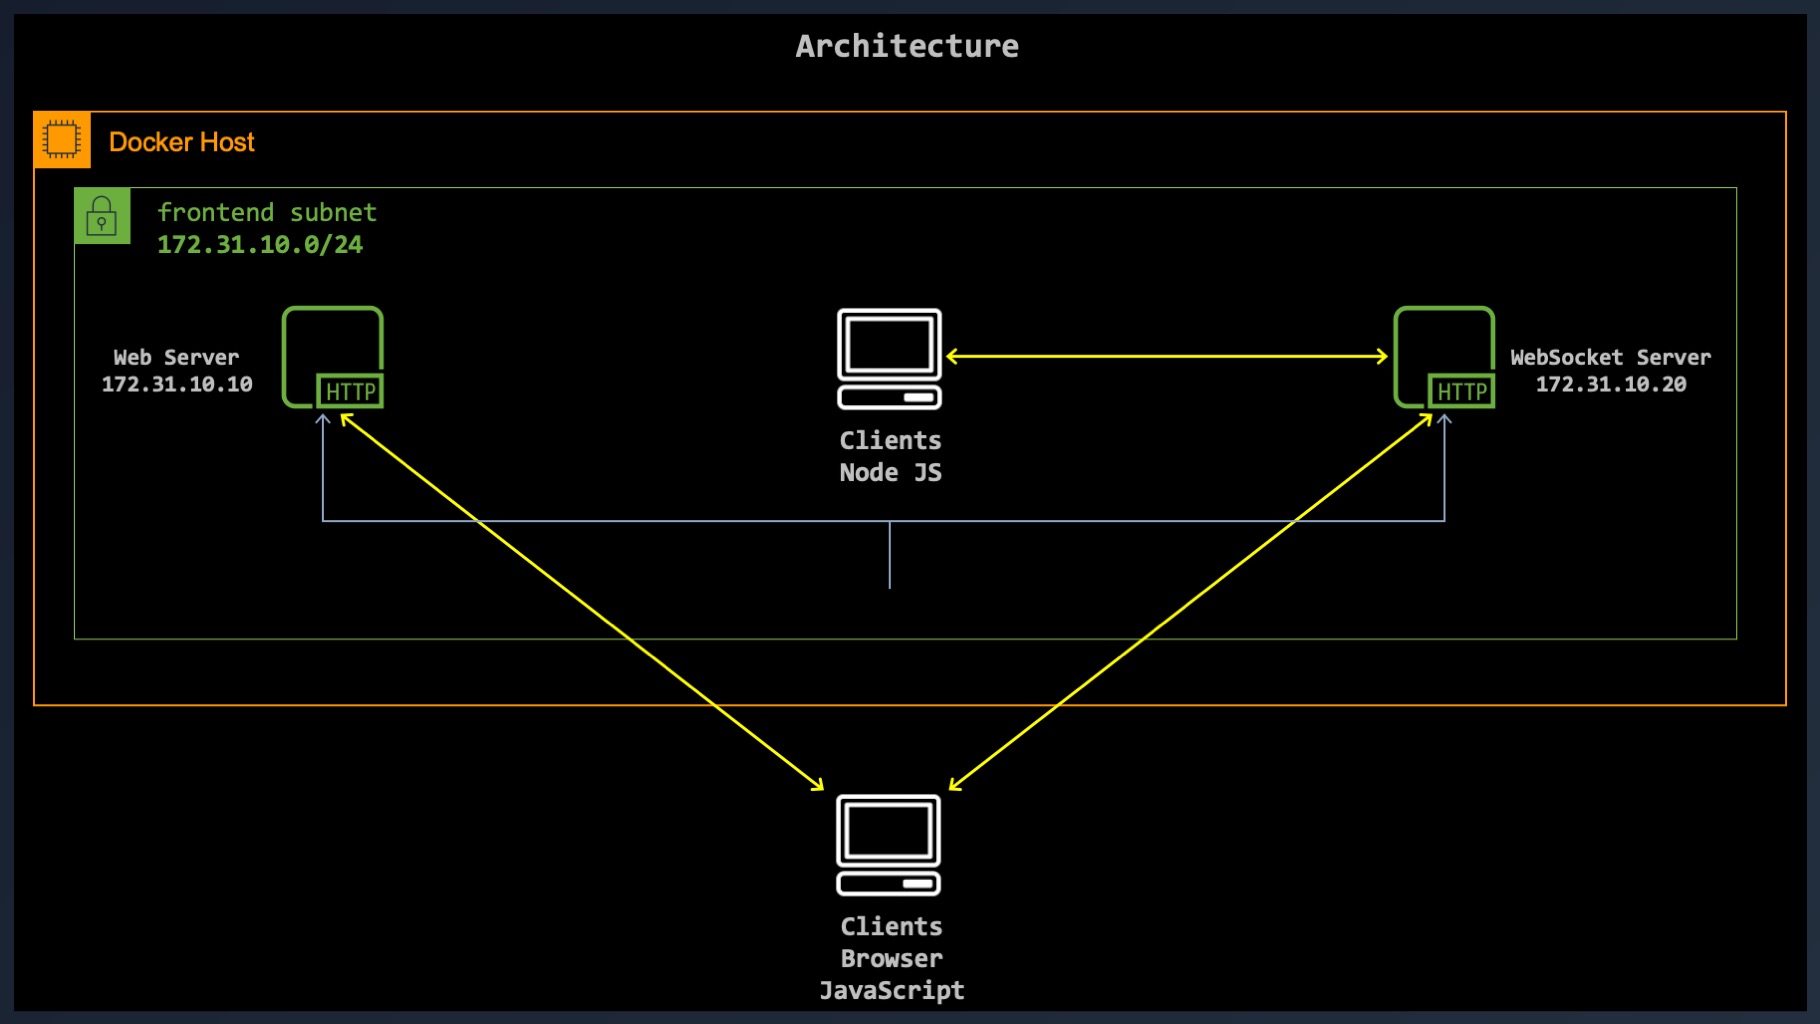 Architecture
Docker Host
frontend subnet
172.31.10.0/24
Web Server
172.31.10.10
HTTP
Clients
Node JS
HTTP
WebSocket Server
172.31.10.20
Clients
Browser
JavaScript